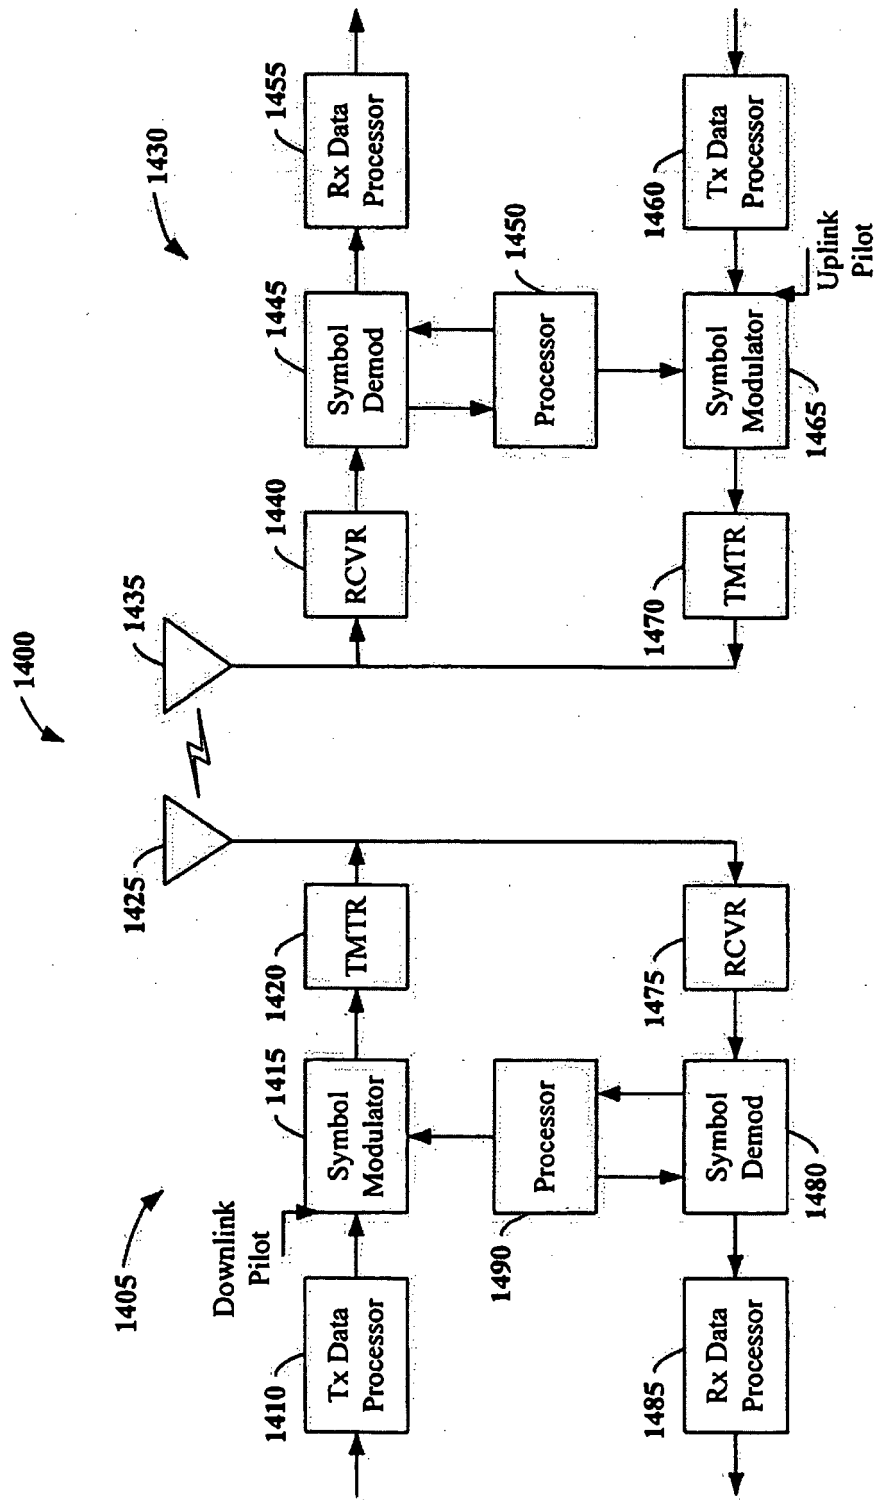 1400
1405
1430
1425
1435
Downlink
Pilot
1410
Tx Data
Processor
1415
Symbol
Modulator
1420
TMTR
1440
RCVR
1445
Symbol
Demod
1455
Rx Data
Processor
1490
Processor
1450
Processor
1485
Rx Data
Processor
1480
Symbol
Demod
1475
RCVR
1470
TMTR
1465
Symbol
Modulator
1460
Tx Data
Processor
Uplink
Pilot